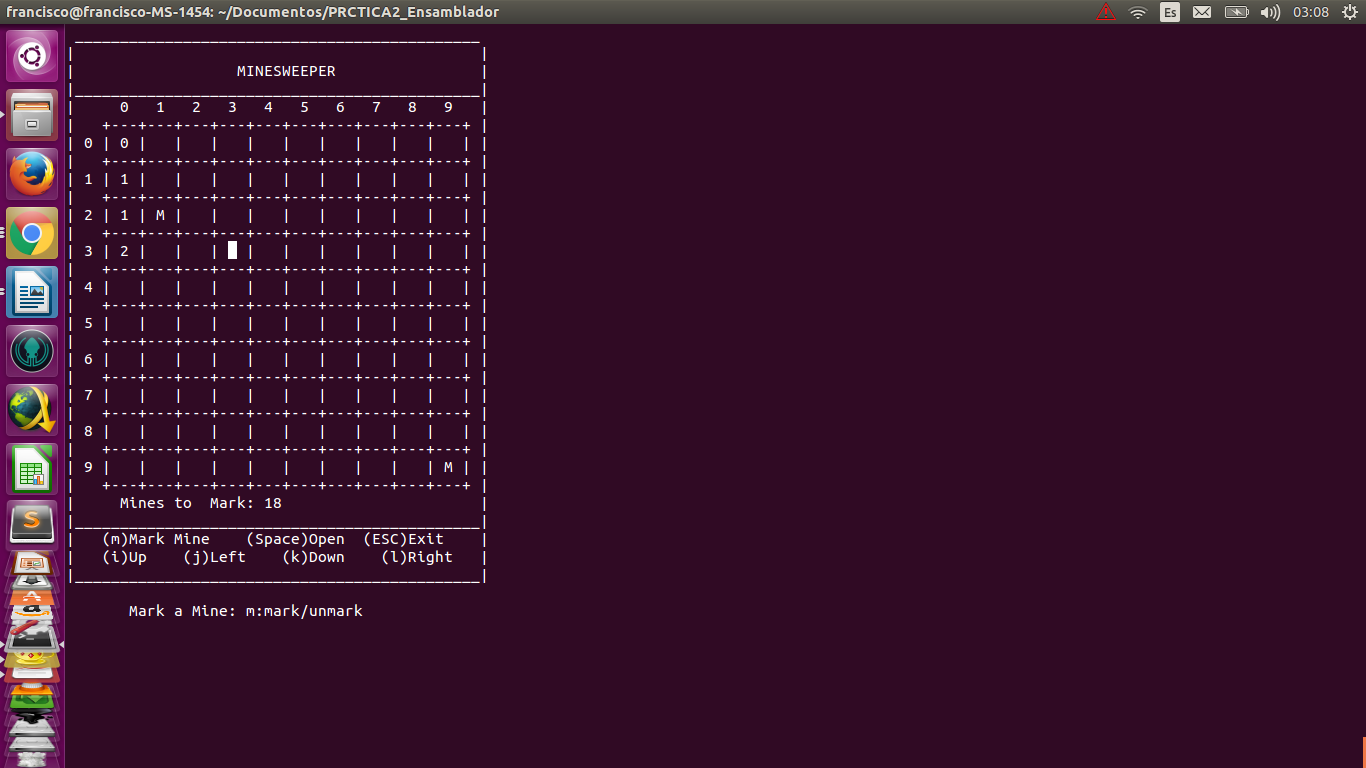 francisco@francisco-MS-1454: ~/Documentos/PRCTICA2_Ensamblador Es 03:08
MINESWEEPER
0 1 2 3 4 5 6 7 8 9
0 0
1 1
2 1 M
3 2
4
5
6
7
8
9 M
Mines to Mark: 18
(m)Mark Mine (Space)Open (ESC)Exit
(i)Up (j)Left (k)Down (l)Right
Mark a Mine: m:mark/unmark